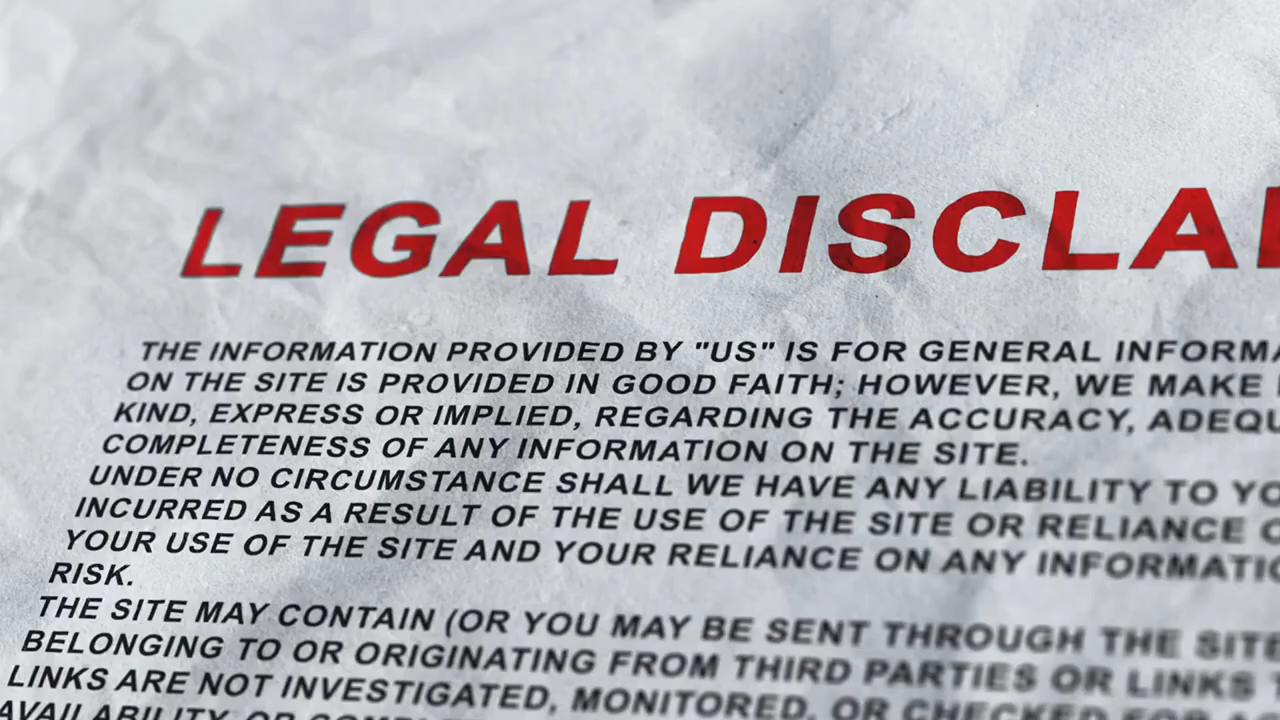 LEGAL DISCLAI
THE INFORMATION PROVIDED BY "US" IS FOR GENERAL INFORMA
ON THE SITE IS PROVIDED IN GOOD FAITH; HOWEVER, WE MAKE
KIND, EXPRESS OR IMPLIED, REGARDING THE ACCURACY, ADEQU
COMPLETENESS OF ANY INFORMATION ON THE SITE.
UNDER NO CIRCUMSTANCE SHALL WE HAVE ANY LIABILITY TO YO
INCURRED AS A RESULT OF THE USE OF THE SITE OR RELIANCE
YOUR USE OF THE SITE AND YOUR RELIANCE ON ANY INFORMATIO
RISK.
THE SITE MAY CONTAIN (OR YOU MAY BE SENT THROUGH THE SITE
BELONGING TO OR ORIGINATING FROM THIRD PARTIES OR LINKS
LINKS ARE NOT INVESTIGATED, MONITORED, OR CHECKED FOR
AVAILABILITY, OR